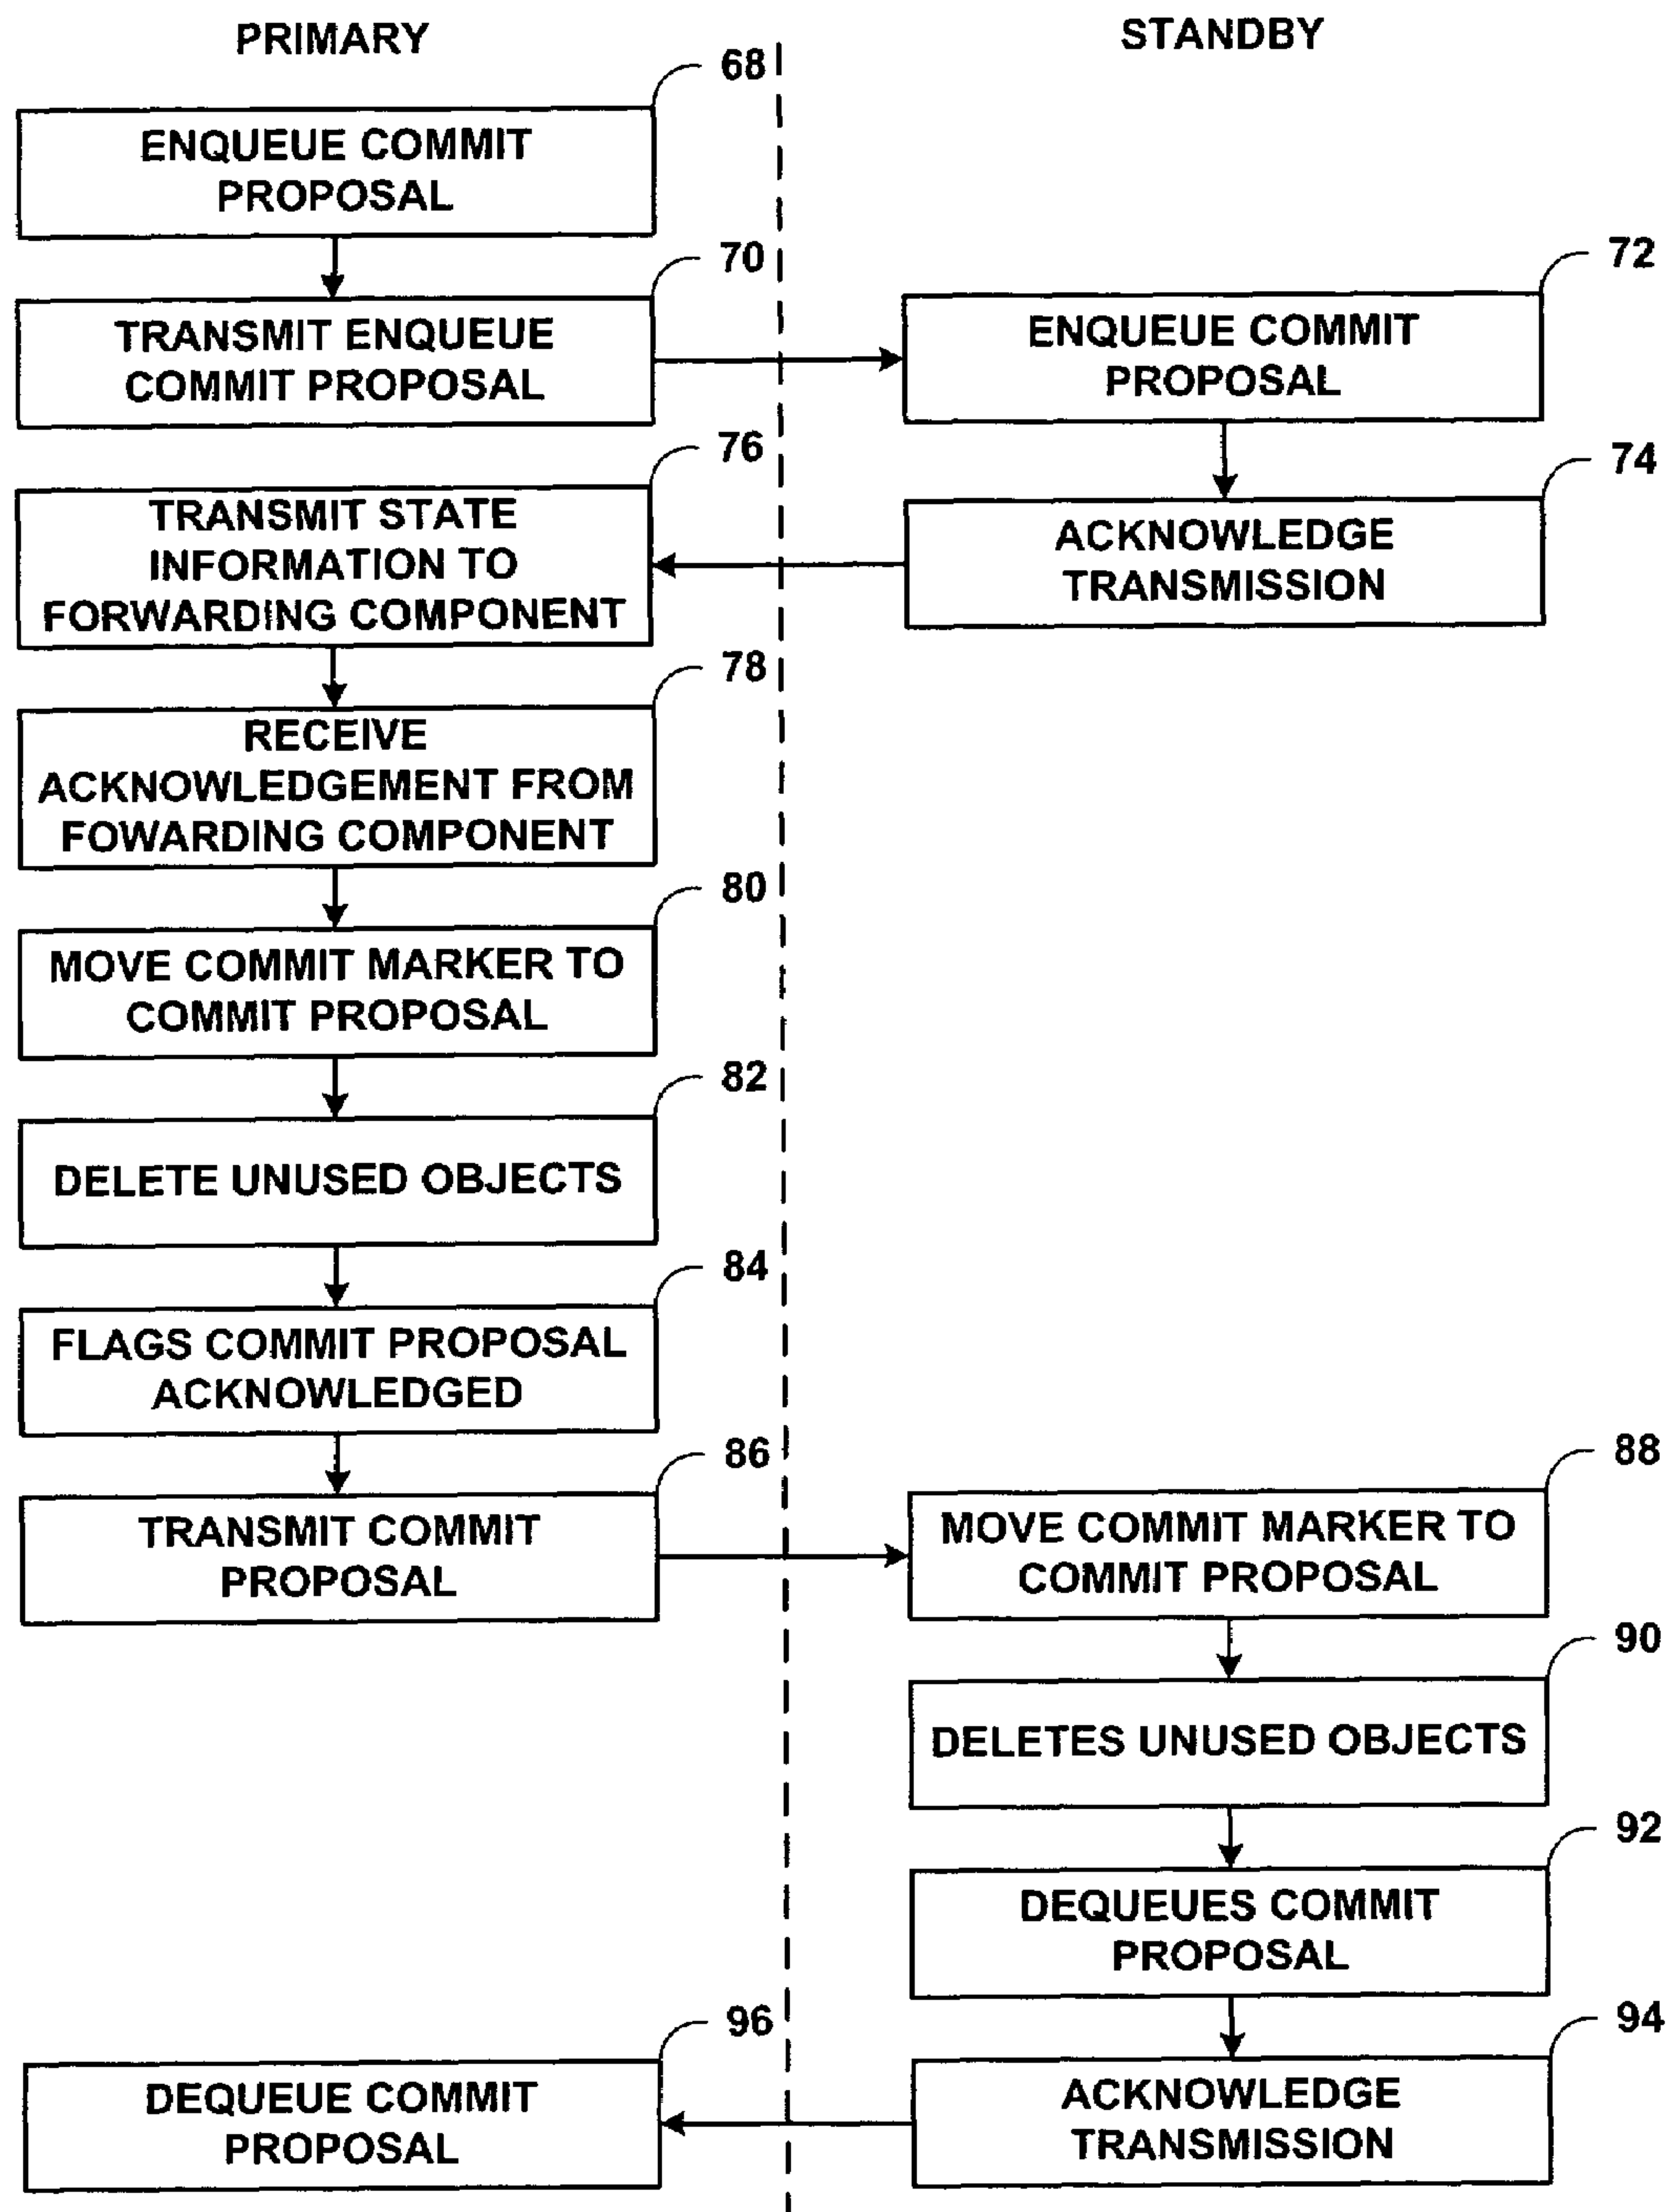 PRIMARY
STANDBY
68
ENQUEUE COMMIT
PROPOSAL
70
TRANSMIT ENQUEUE
COMMIT PROPOSAL
72
ENQUEUE COMMIT
PROPOSAL
74
ACKNOWLEDGE
TRANSMISSION
76
TRANSMIT STATE
INFORMATION TO
FORWARDING COMPONENT
78
RECEIVE
ACKNOWLEDGEMENT FROM
FOWARDING COMPONENT
80
MOVE COMMIT MARKER TO
COMMIT PROPOSAL
82
DELETE UNUSED OBJECTS
84
FLAGS COMMIT PROPOSAL
ACKNOWLEDGED
86
TRANSMIT COMMIT
PROPOSAL
88
MOVE COMMIT MARKER TO
COMMIT PROPOSAL
90
DELETES UNUSED OBJECTS
92
DEQUEUES COMMIT
PROPOSAL
94
ACKNOWLEDGE
TRANSMISSION
96
DEQUEUE COMMIT
PROPOSAL